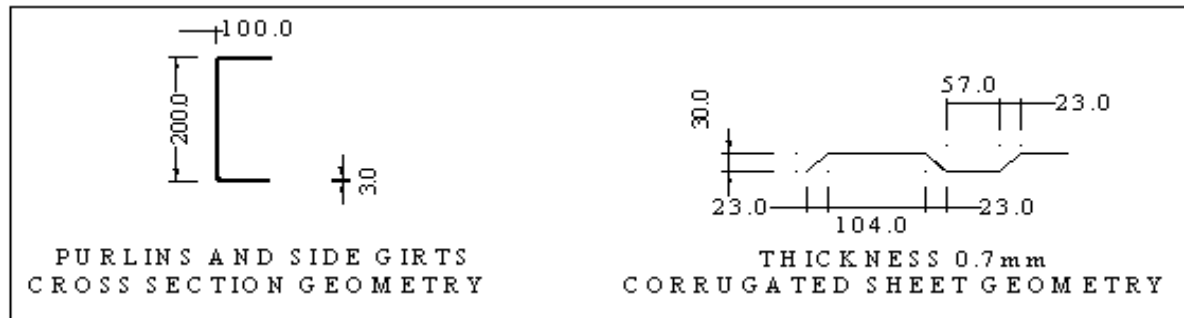 100.0
200.0
3.0
PURLINS AND SIDE GIRTS
CROSS SECTION GEOMETRY
57.0
23.0
30.0
23.0
104.0
23.0
THICKNESS 0.7mm
CORRUGATED SHEET GEOMETRY